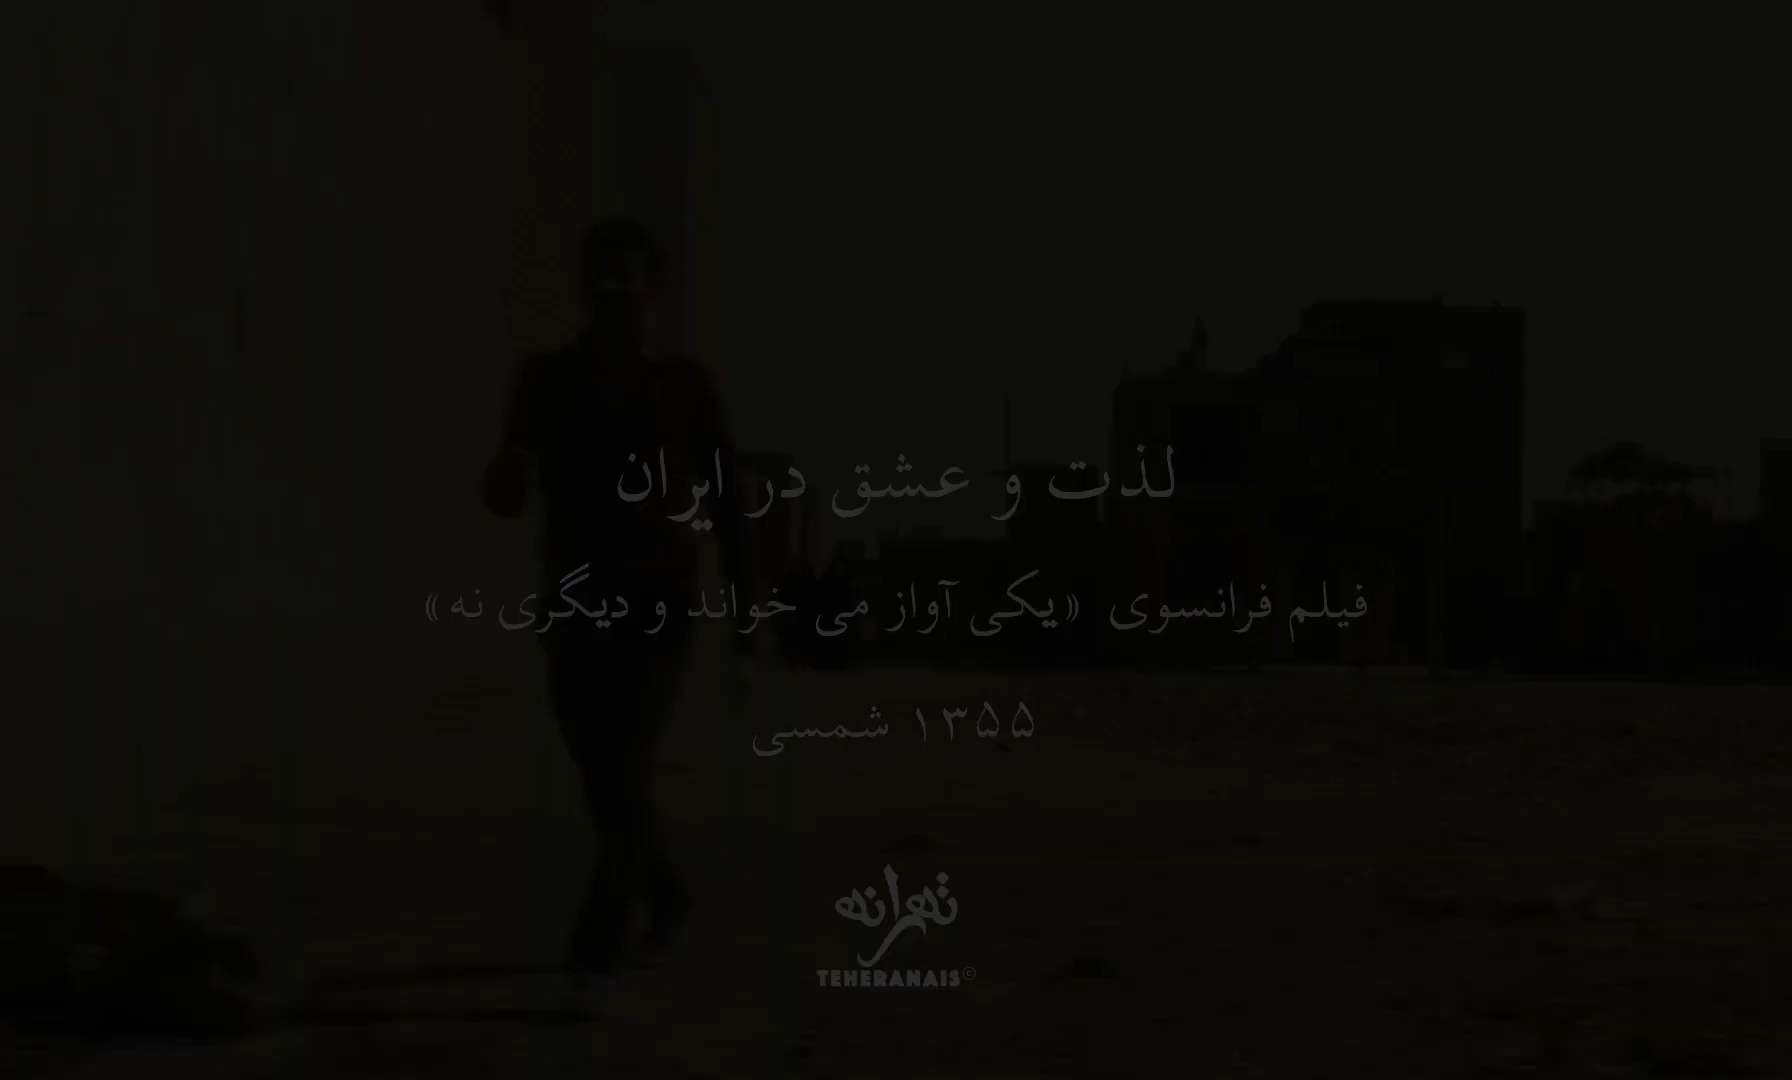 لذت و عشق در ایران
فیلم فرانسوی «یکی آواز می خواند و دیگری نه»
۱۳۵۵ شمسی
تهرانه
TEHERANAIS©